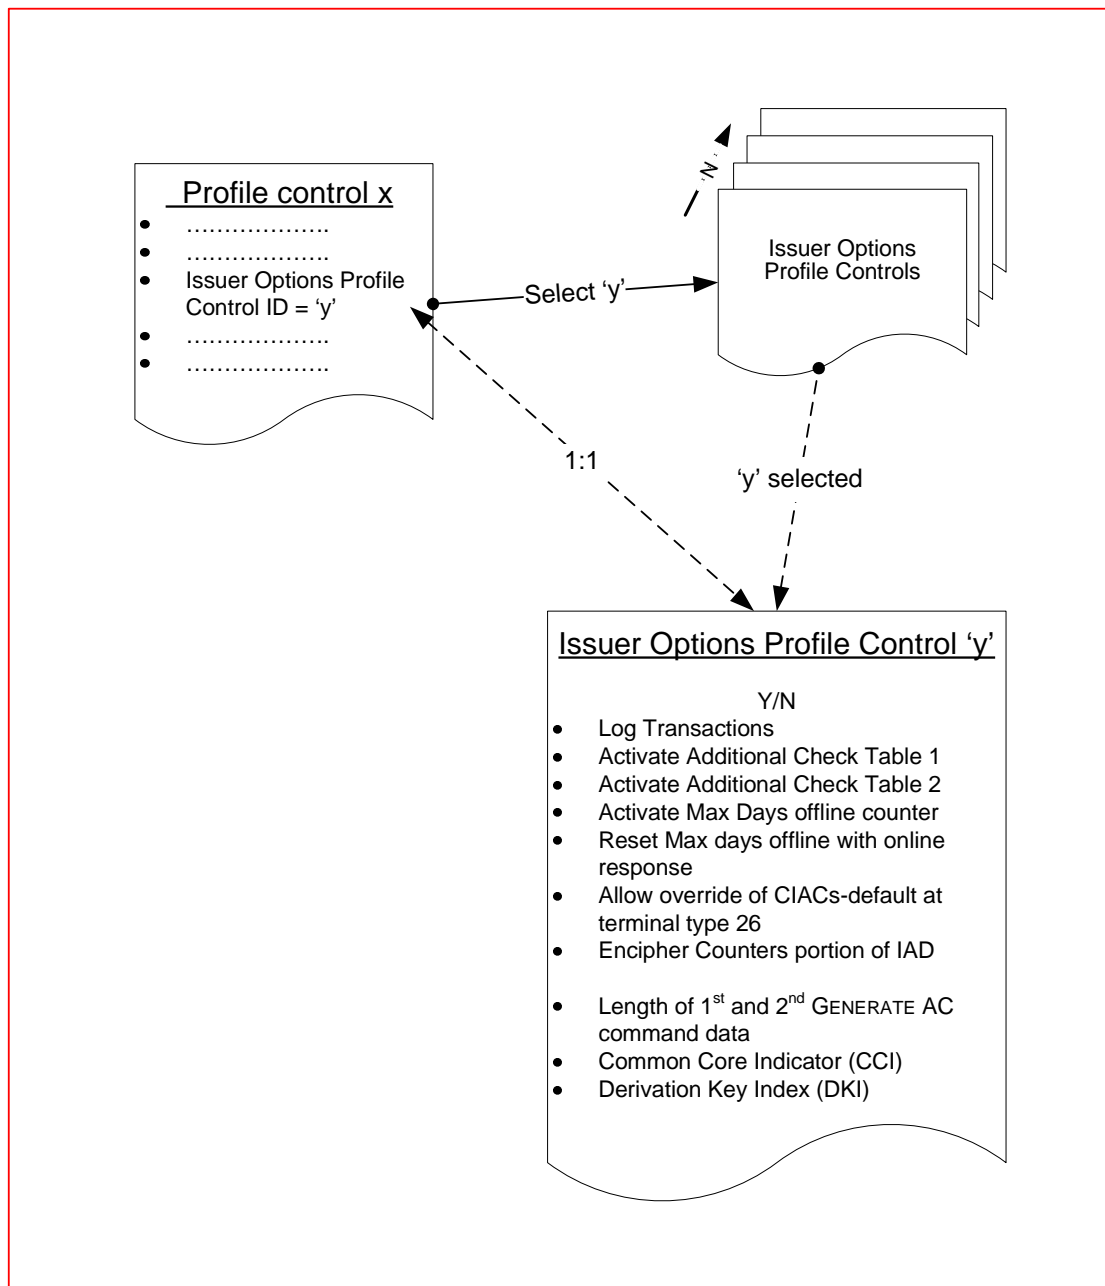 Profile control x
• ………………..
• ………………..
• Issuer Options Profile
Control ID = ‘y’
• ………………..
• ………………..
Select ‘y’
‘N’
Issuer Options
Profile Controls
1:1
‘y’ selected
Issuer Options Profile Control ‘y’
Y/N
• Log Transactions
• Activate Additional Check Table 1
• Activate Additional Check Table 2
• Activate Max Days offline counter
• Reset Max days offline with online
response
• Allow override of CIACs-default at
terminal type 26
• Encipher Counters portion of IAD
• Length of 1st and 2nd GENERATE AC
command data
• Common Core Indicator (CCI)
• Derivation Key Index (DKI)